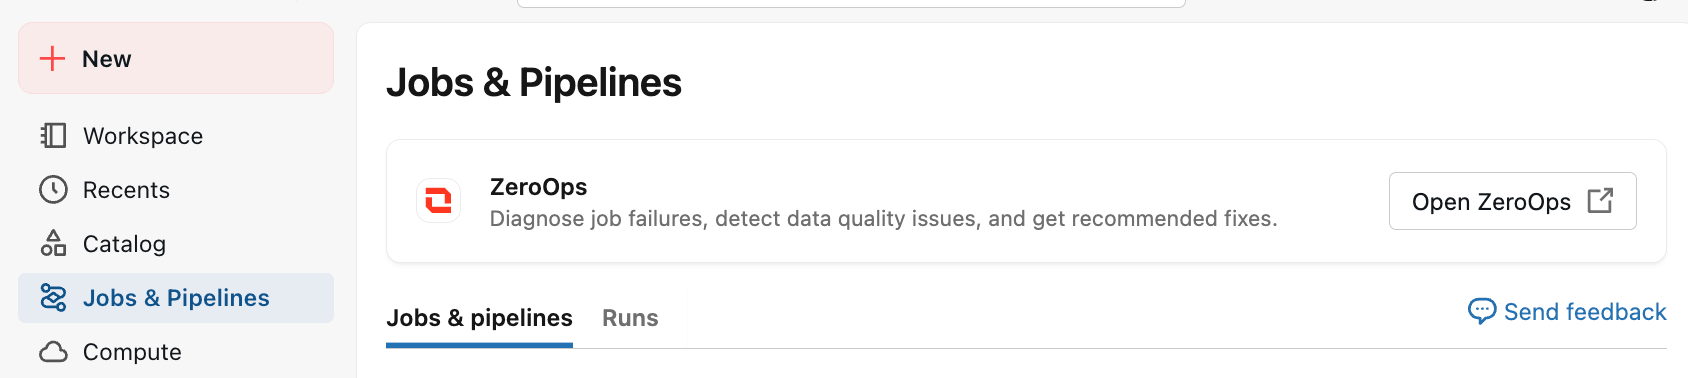 New
Workspace
Recents
Catalog
Jobs & Pipelines
Compute
Jobs & Pipelines
ZeroOps
Diagnose job failures, detect data quality issues, and get recommended fixes.
Open ZeroOps
Jobs & pipelines
Runs
Send feedback